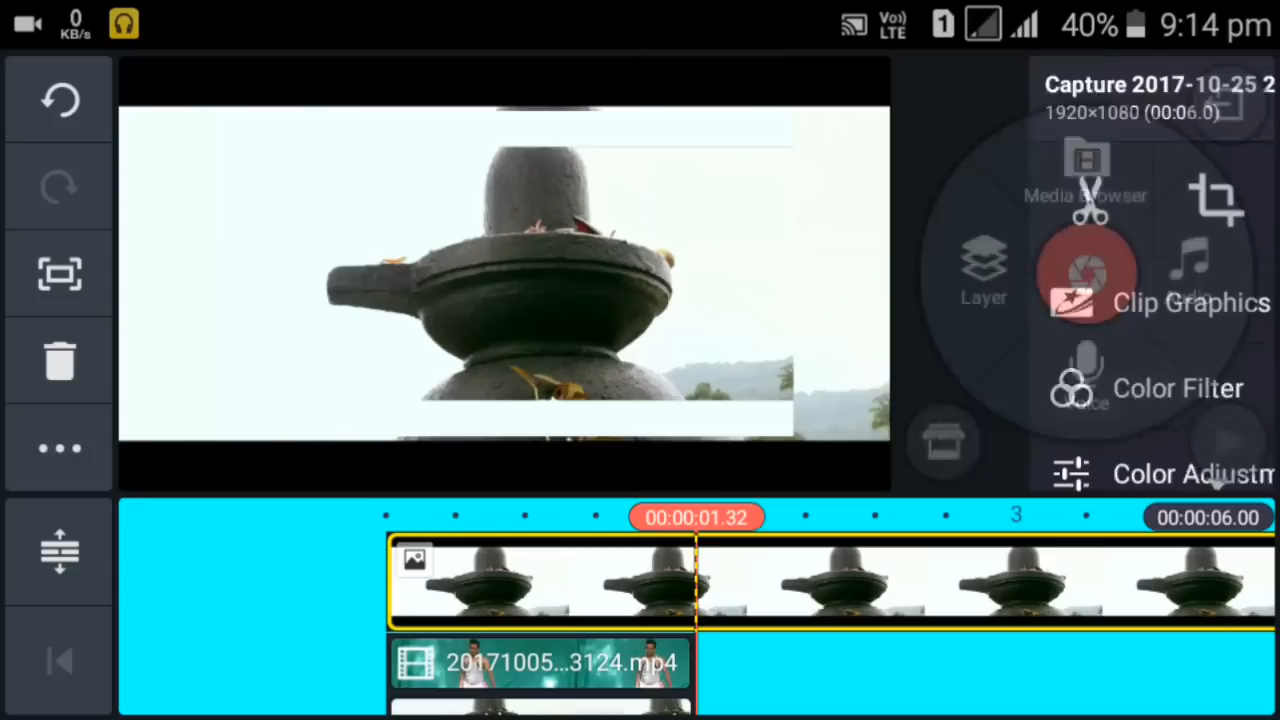 0
KB/s
Vo))
LTE
1
40%
9:14 pm
Capture 2017-10-25 2
1920×1080 (00:06.0)
Media Browser
Layer
Clip Graphics
Color Filter
Color Adjustm
00:00:01.32
3
00:00:06.00
20171005...3124.mp4